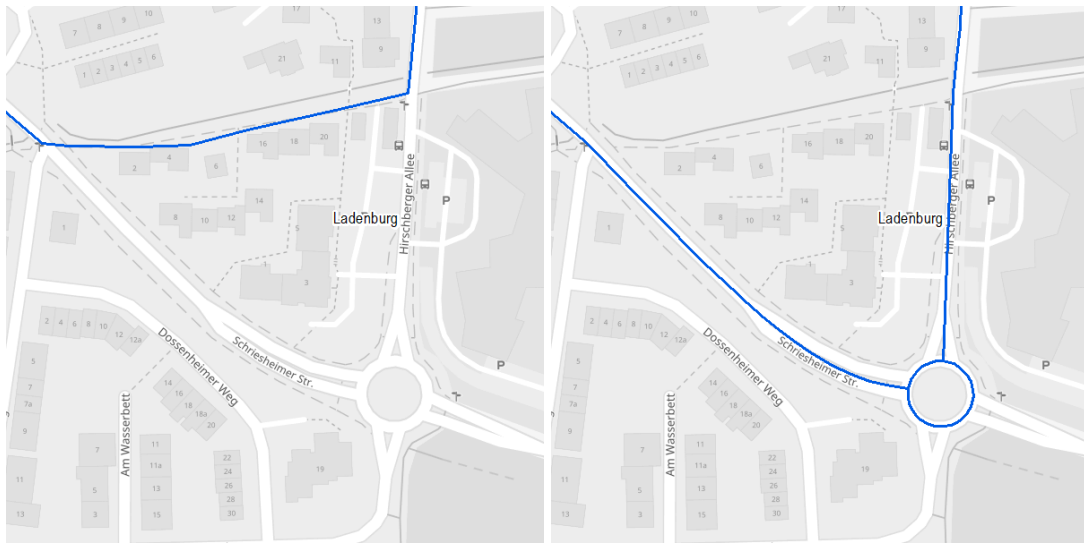 17
7 8 9 10
13
9
21
11
1 2 3 4 5 6
20
18
16
4
2
6
14
8 10 12
1
5
1
3
P
Ladenburg
Hirschberger Allee
2 4 6 8 10 12 12a
Dossenheimer Weg
Schriesheimer Str.
P
5
7
7a
9
11
13
Am Wasserbett
14
16
18
18a
20
7
5
3
11
11a
13
15
22
24
26
28
30
19
17
7 8 9 10
13
9
21
11
1 2 3 4 5 6
20
18
16
4
2
6
14
8 10 12
1
5
1
3
P
Ladenburg
Hirschberger Allee
2 4 6 8 10 12 12a
Dossenheimer Weg
Schriesheimer Str.
P
5
7
7a
9
11
13
Am Wasserbett
14
16
18
18a
20
7
5
3
11
11a
13
15
22
24
26
28
30
19